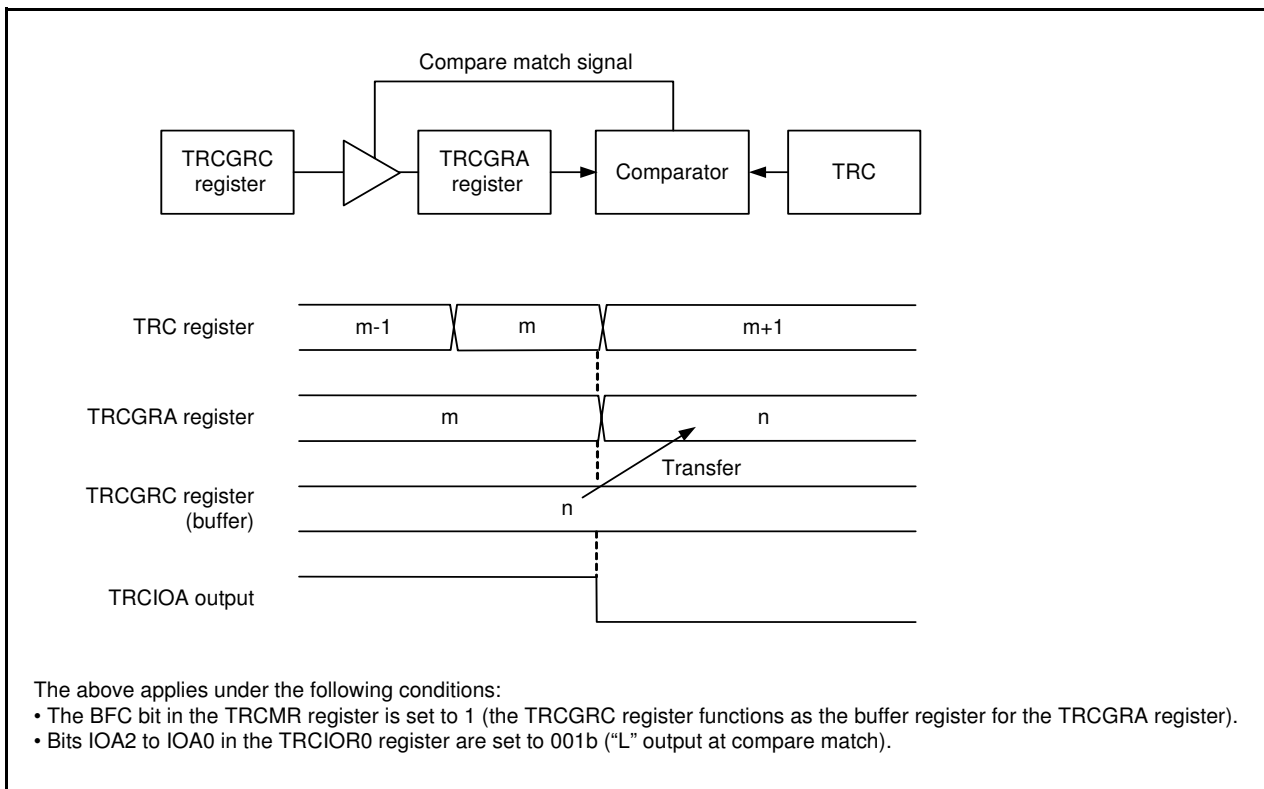 Compare match signal
TRCGRC
register
TRCGRA
register
Comparator
TRC
TRC register
m-1
m
m+1
TRCGRA register
m
n
Transfer
TRCGRC register
(buffer)
n
TRCIOA output
The above applies under the following conditions:
• The BFC bit in the TRCMR register is set to 1 (the TRCGRC register functions as the buffer register for the TRCGRA register).
• Bits IOA2 to IOA0 in the TRCIOR0 register are set to 001b (“L” output at compare match).